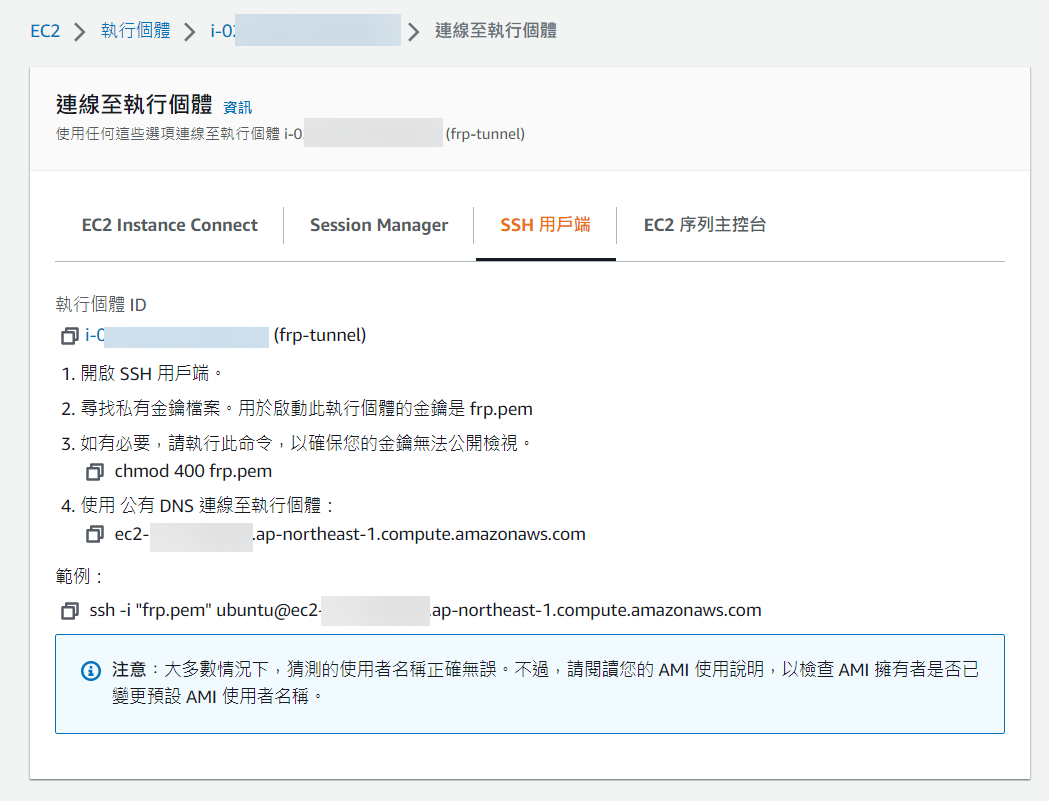 EC2 > 執行個體 > i-02 > 連線至執行個體
連線至執行個體 資訊
使用任何這些選項連線至執行個體 i-0 (frp-tunnel)
EC2 Instance Connect
Session Manager
SSH 用戶端
EC2 序列主控台
執行個體 ID
i-0 (frp-tunnel)
1. 開啟 SSH 用戶端。
2. 尋找私有金鑰檔案。用於啟動此執行個體的金鑰是 frp.pem
3. 如有必要，請執行此命令，以確保您的金鑰無法公開檢視。
chmod 400 frp.pem
4. 使用 公有 DNS 連線至執行個體：
ec2- .ap-northeast-1.compute.amazonaws.com
範例：
ssh -i "frp.pem" ubuntu@ec2- .ap-northeast-1.compute.amazonaws.com
注意：大多數情況下，猜測的使用者名稱正確無誤。不過，請閱讀您的 AMI 使用說明，以檢查 AMI 擁有者是否已
變更預設 AMI 使用者名稱。